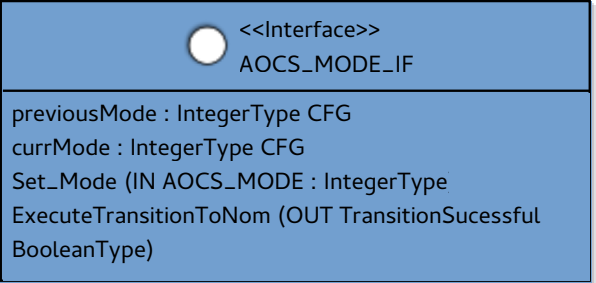 <<Interface>>
AOCS_MODE_IF
previousMode : IntegerType CFG
currMode : IntegerType CFG
Set_Mode (IN AOCS_MODE : IntegerType)
ExecuteTransitionToNom (OUT TransitionSucessful
BooleanType)